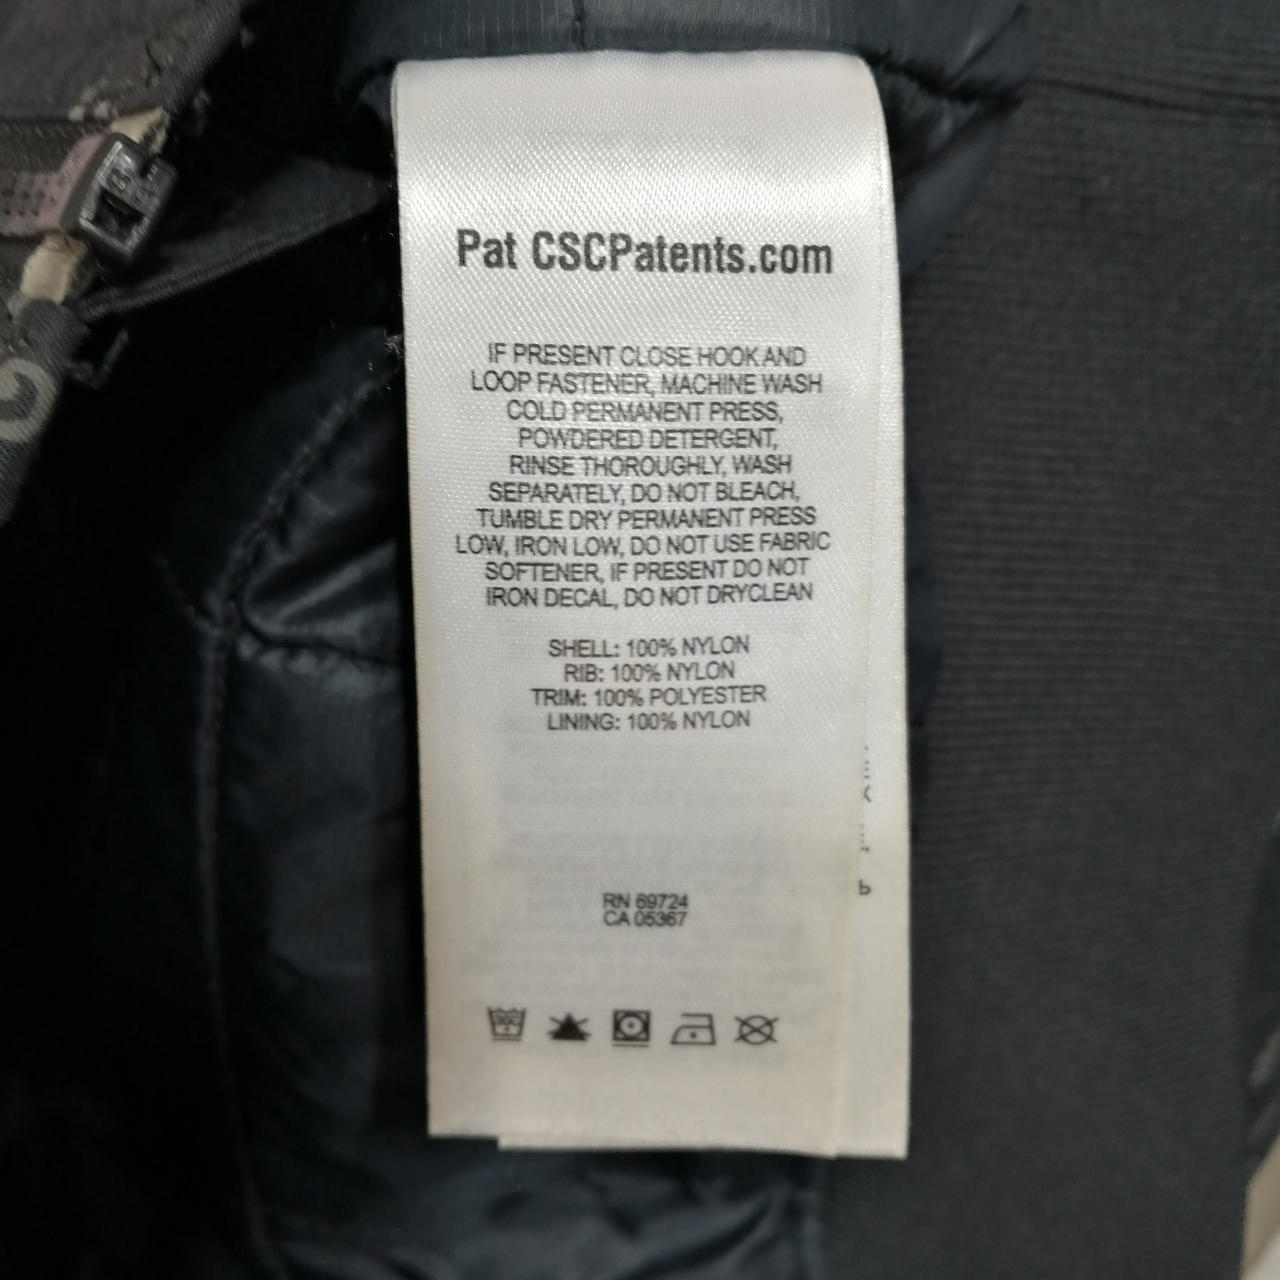 Pat CSCPatents.com
IF PRESENT CLOSE HOOK AND
LOOP FASTENER, MACHINE WASH
COLD PERMANENT PRESS,
POWDERED DETERGENT,
RINSE THOROUGHLY, WASH
SEPARATELY, DO NOT BLEACH,
TUMBLE DRY PERMANENT PRESS
LOW, IRON LOW, DO NOT USE FABRIC
SOFTENER, IF PRESENT DO NOT
IRON DECAL, DO NOT DRYCLEAN
SHELL: 100% NYLON
RIB: 100% NYLON
TRIM: 100% POLYESTER
LINING: 100% NYLON
RN 69724
CA 05367